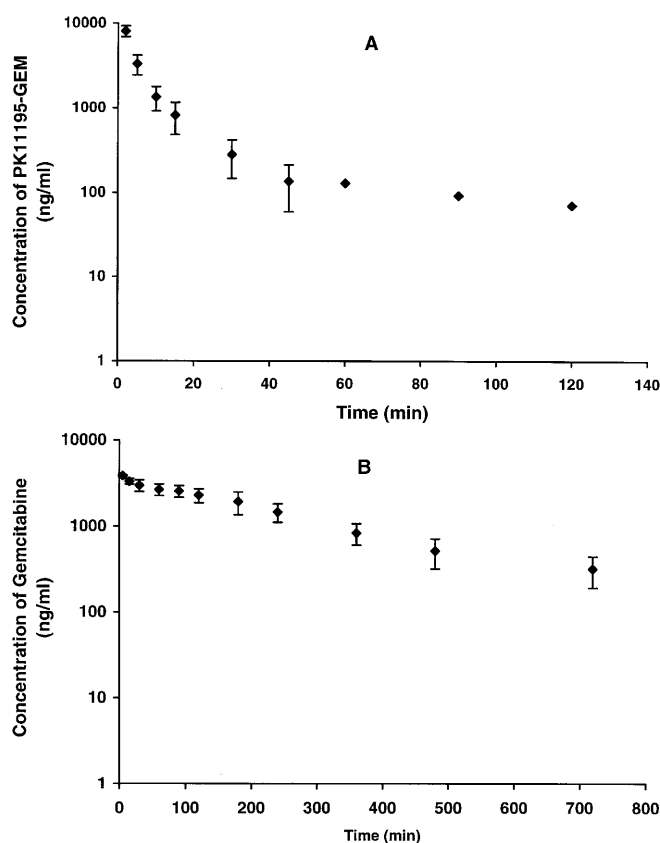 A
Concentration of PK11195-GEM
(ng/ml)
10000
1000
100
10
1
0 20 40 60 80 100 120 140
Time (min)
B
Concentration of Gemcitabine
(ng/ml)
10000
1000
100
10
1
0 100 200 300 400 500 600 700 800
Time (min)